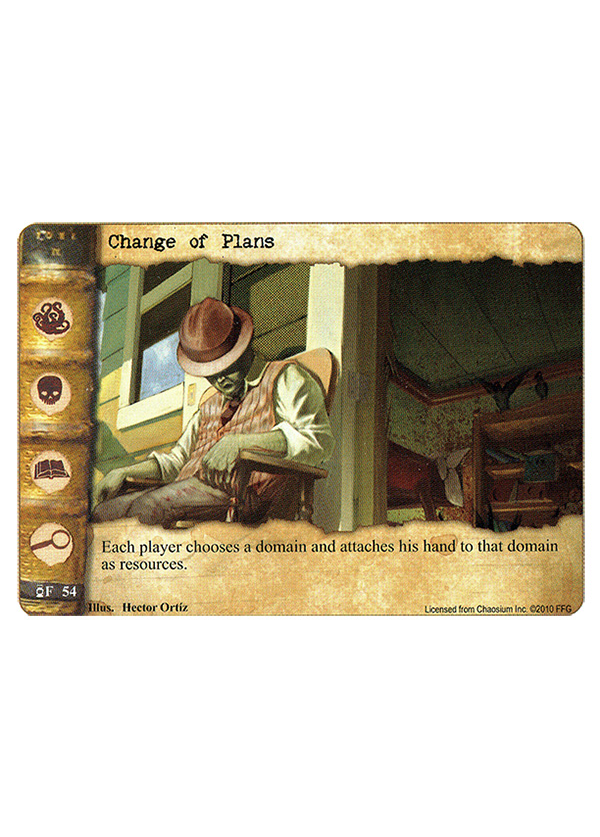 Change of Plans
Each player chooses a domain and attaches his hand to that domain
as resources.
F 54
Illus. Hector Ortíz
Licensed from Chaosium Inc. ©2010 FFG